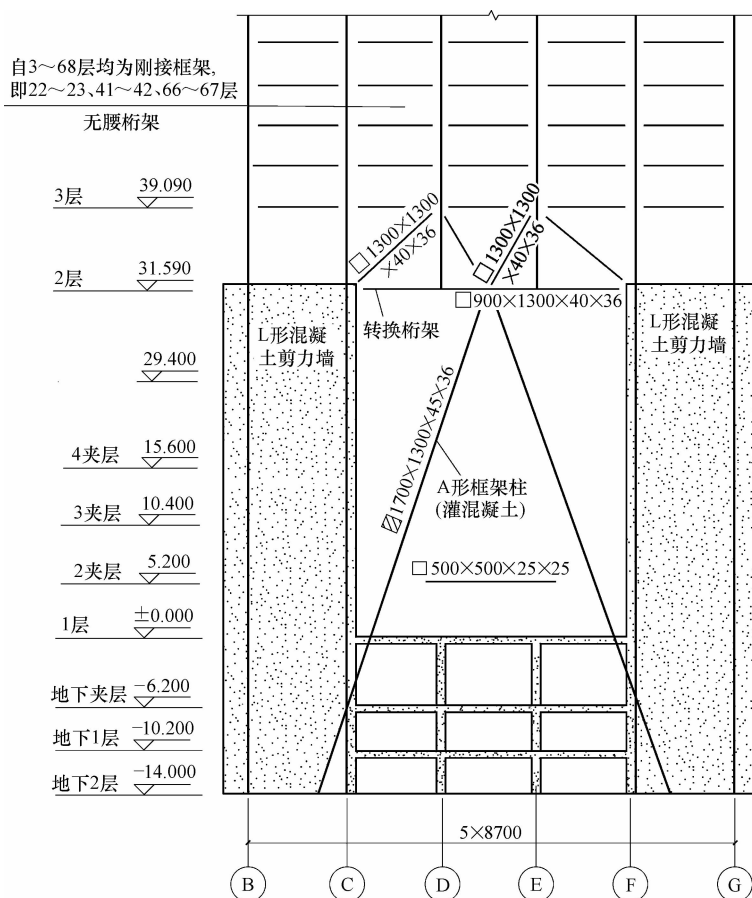 自3～68层均为刚接框架,
即22～23、41～42、66～67层
无腰桁架
3层 39.090
2层 31.590
29.400
4夹层 15.600
3夹层 10.400
2夹层 5.200
1层 ±0.000
地下夹层 −6.200
地下1层 −10.200
地下2层 −14.000
□1300×1300
×40×36
□1300×1300
×40×36
□900×1300×40×36
转换桁架
L形混凝
土剪力墙
L形混凝
土剪力墙
1700×1300×45×36
A形框架柱
(灌混凝土)
□500×500×25×25
5×8700
B C D E F G